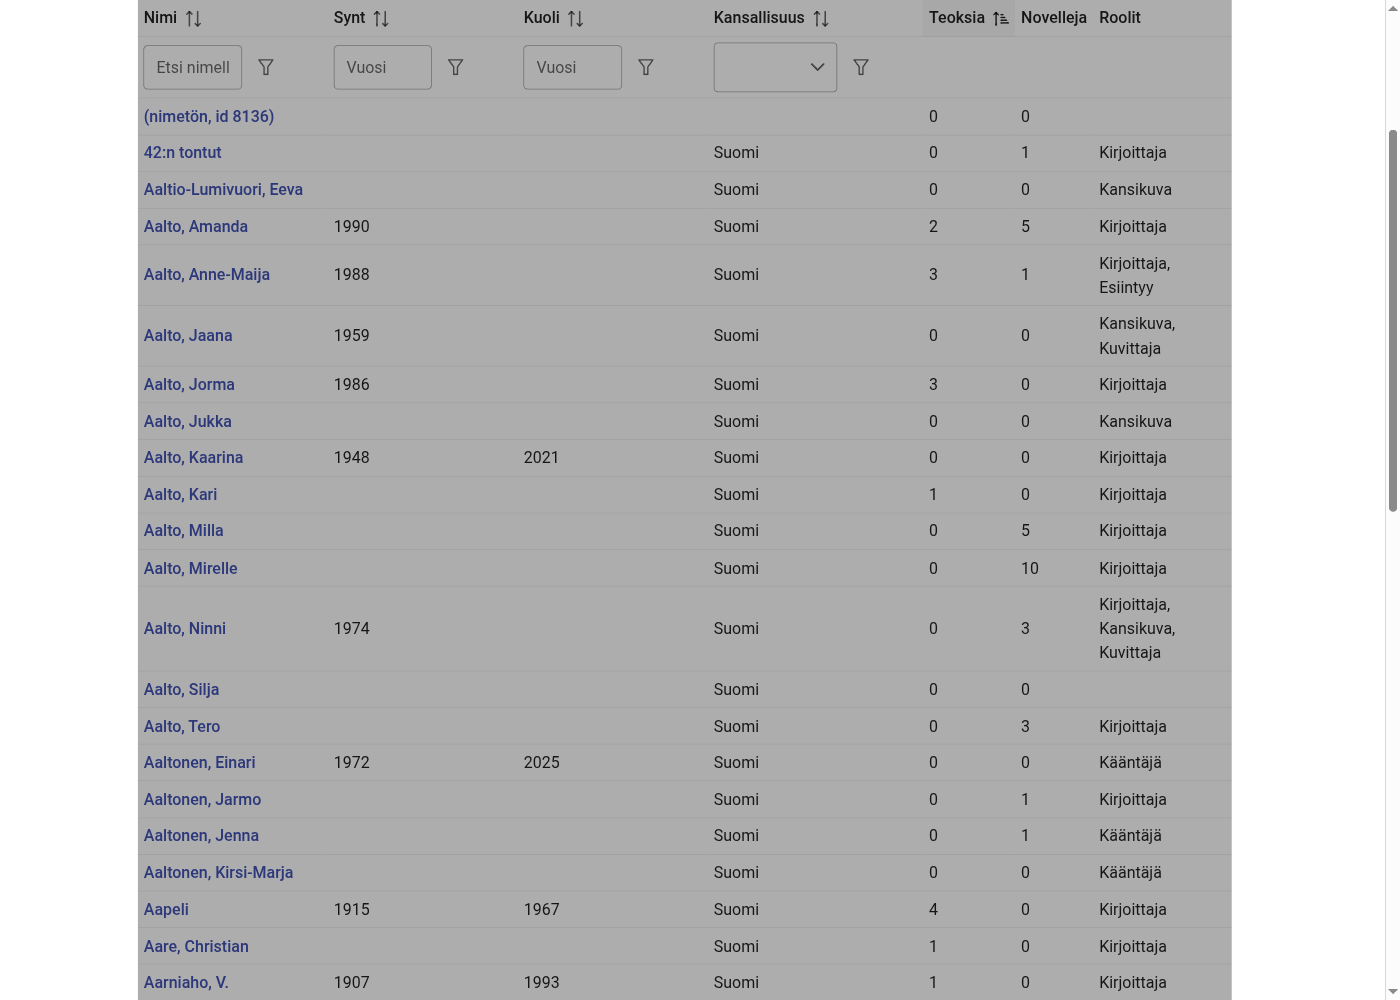 Nimi Synt Kuoli Kansallisuus Teoksia Novelleja Roolit
Etsi nimell Vuosi Vuosi
(nimetön, id 8136) 0 0
42:n tontut Suomi 0 1 Kirjoittaja
Aaltio-Lumivuori, Eeva Suomi 0 0 Kansikuva
Aalto, Amanda 1990 Suomi 2 5 Kirjoittaja
Aalto, Anne-Maija 1988 Suomi 3 1 Kirjoittaja,
Esiintyy
Aalto, Jaana 1959 Suomi 0 0 Kansikuva,
Kuvittaja
Aalto, Jorma 1986 Suomi 3 0 Kirjoittaja
Aalto, Jukka Suomi 0 0 Kansikuva
Aalto, Kaarina 1948 2021 Suomi 0 0 Kirjoittaja
Aalto, Kari Suomi 1 0 Kirjoittaja
Aalto, Milla Suomi 0 5 Kirjoittaja
Aalto, Mirelle Suomi 0 10 Kirjoittaja
Aalto, Ninni 1974 Suomi 0 3 Kirjoittaja,
Kansikuva,
Kuvittaja
Aalto, Silja Suomi 0 0
Aalto, Tero Suomi 0 3 Kirjoittaja
Aaltonen, Einari 1972 2025 Suomi 0 0 Kääntäjä
Aaltonen, Jarmo Suomi 0 1 Kirjoittaja
Aaltonen, Jenna Suomi 0 1 Kääntäjä
Aaltonen, Kirsi-Marja Suomi 0 0 Kääntäjä
Aapeli 1915 1967 Suomi 4 0 Kirjoittaja
Aare, Christian Suomi 1 0 Kirjoittaja
Aarniaho, V. 1907 1993 Suomi 1 0 Kirjoittaja